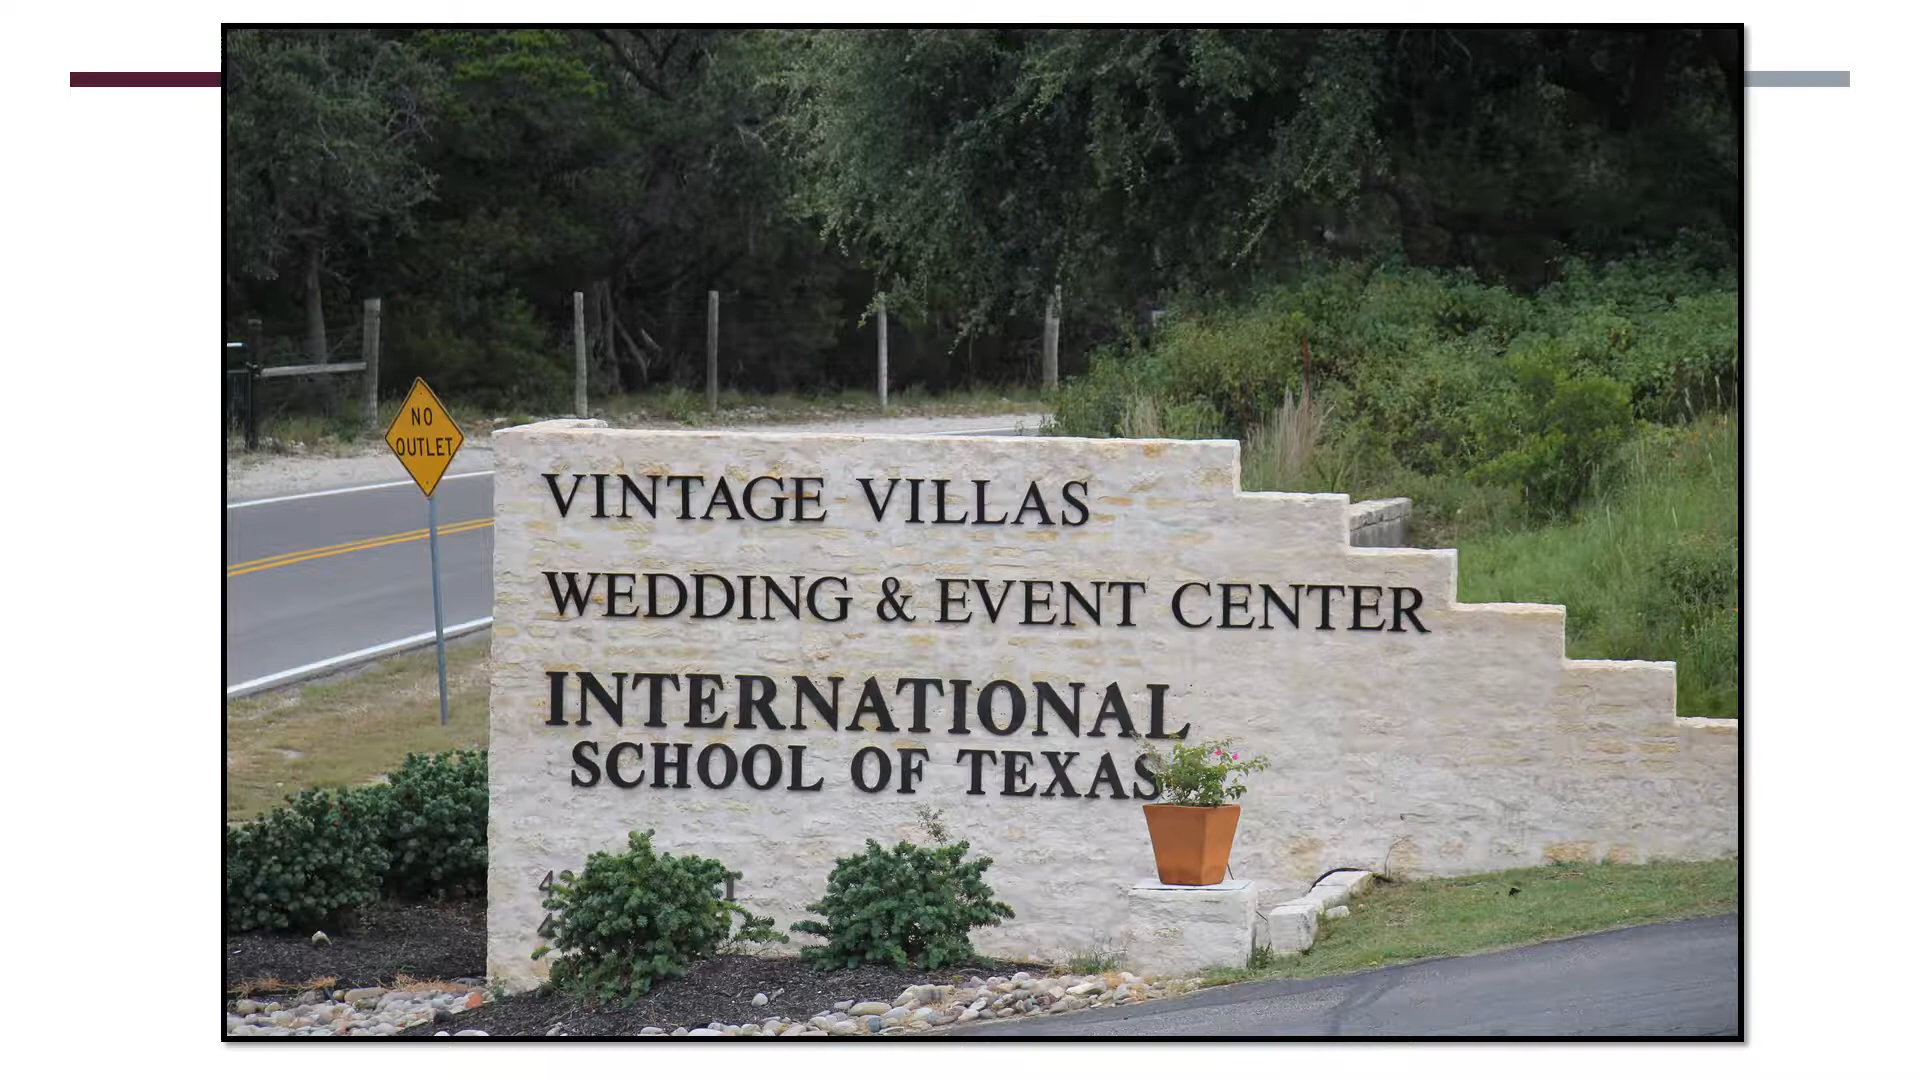 NO
OUTLET
VINTAGE VILLAS
WEDDING & EVENT CENTER
INTERNATIONAL
SCHOOL OF TEXAS